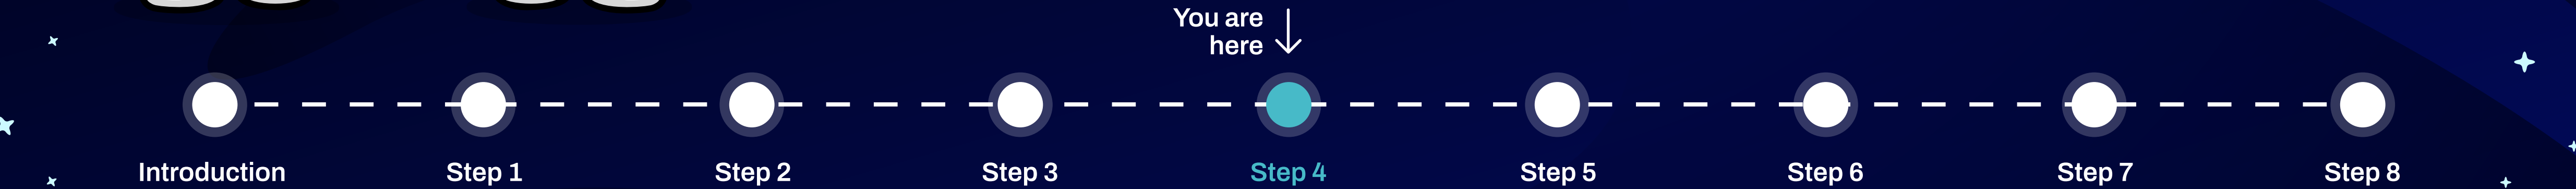 You are
here
Introduction
Step 1
Step 2
Step 3
Step 4
Step 5
Step 6
Step 7
Step 8